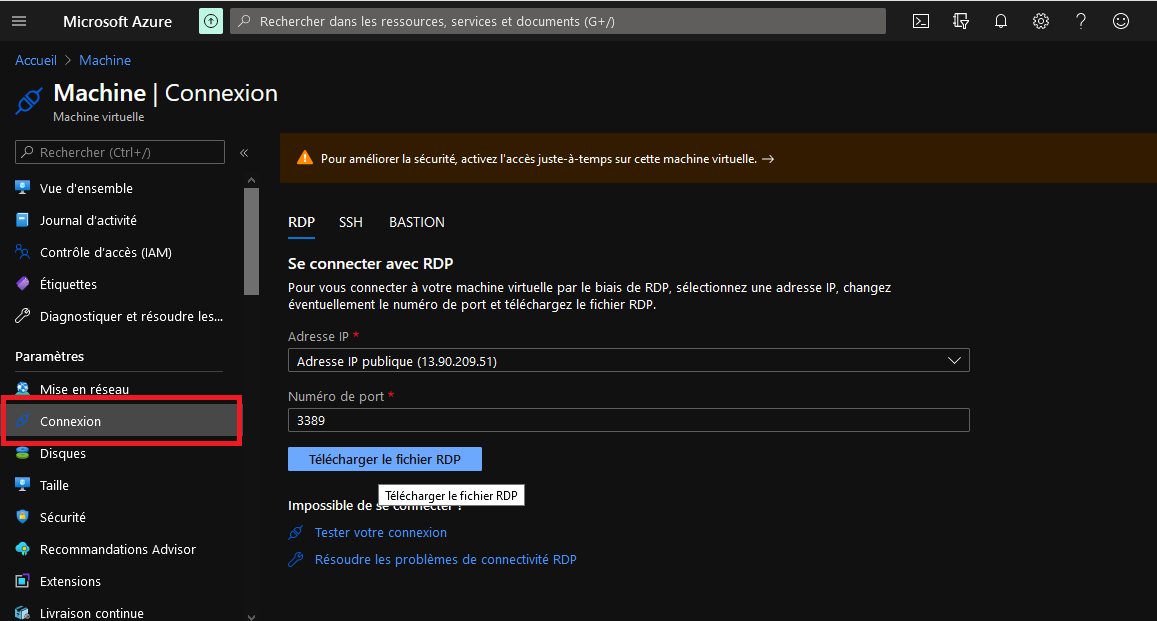 Microsoft Azure
Rechercher dans les ressources, services et documents (G+/)
Accueil > Machine
Machine | Connexion
Machine virtuelle
Rechercher (Ctrl+/)
«
Vue d'ensemble
Journal d'activité
Contrôle d'accès (IAM)
Étiquettes
Diagnostiquer et résoudre les...
Paramètres
Mise en réseau
Connexion
Disques
Taille
Sécurité
Recommandations Advisor
Extensions
Livraison continue
Pour améliorer la sécurité, activez l'accès juste-à-temps sur cette machine virtuelle. →
RDP SSH BASTION
Se connecter avec RDP
Pour vous connecter à votre machine virtuelle par le biais de RDP, sélectionnez une adresse IP, changez
éventuellement le numéro de port et téléchargez le fichier RDP.
Adresse IP *
Adresse IP publique (13.90.209.51)
Numéro de port *
3389
Télécharger le fichier RDP
Télécharger le fichier RDP
Impossible de se connecter ?
Tester votre connexion
Résoudre les problèmes de connectivité RDP